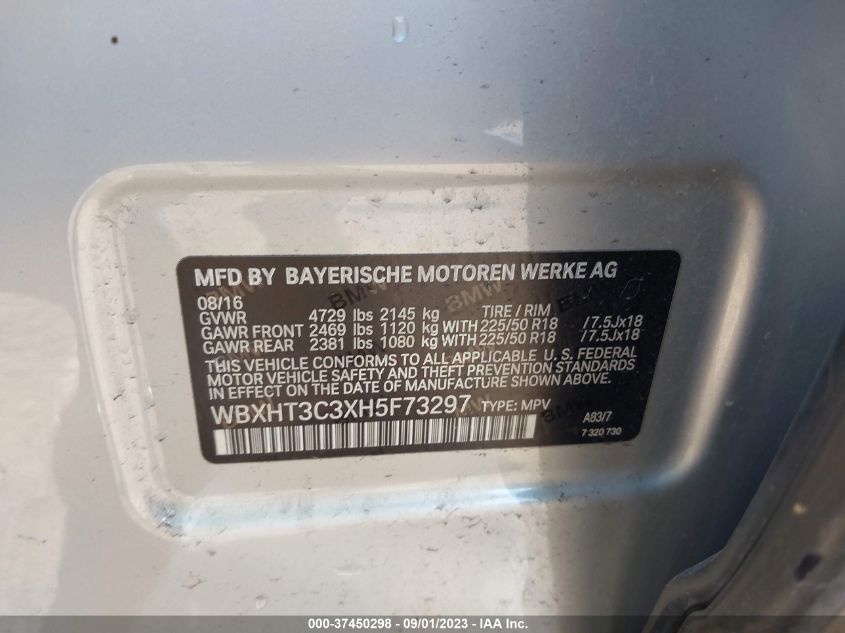 MFD BY BAYERISCHE MOTOREN WERKE AG
08/16
GVWR 4729 lbs 2145 kg TIRE / RIM
GAWR FRONT 2469 lbs 1120 kg WITH 225/50 R18 /7.5Jx18
GAWR REAR 2381 lbs 1080 kg WITH 225/50 R18 /7.5Jx18
THIS VEHICLE CONFORMS TO ALL APPLICABLE U.S. FEDERAL
MOTOR VEHICLE SAFETY AND THEFT PREVENTION STANDARDS
IN EFFECT ON THE DATE OF MANUFACTURE SHOWN ABOVE.
WBXHT3C3XH5F73297 TYPE: MPV
A83/7
7 320 730
000-37450298 - 09/01/2023 - IAA Inc.